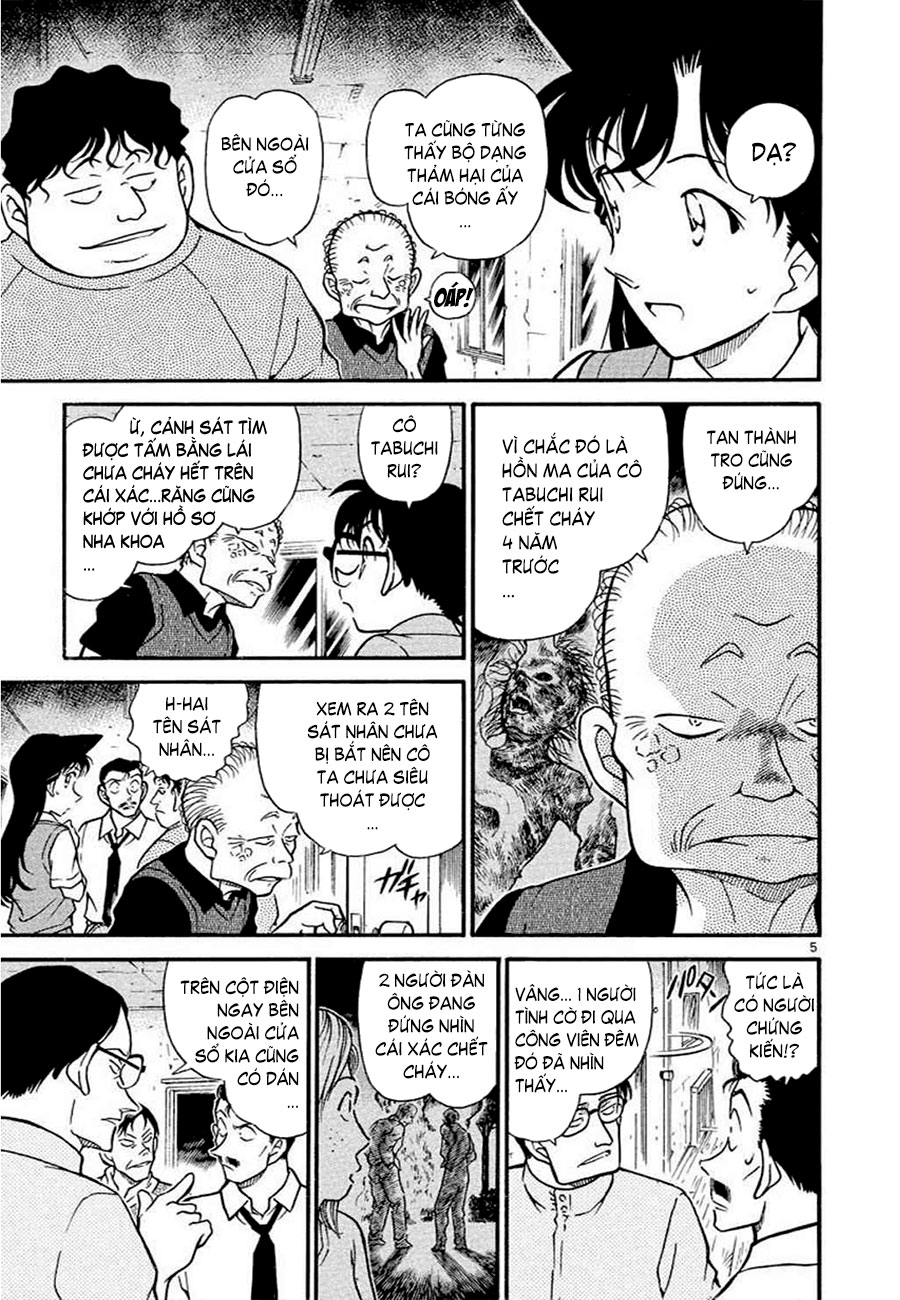 DẠ?
TA CŨNG TỪNG
THẤY BỘ DẠNG
THẢM HẠI CỦA
CÁI BÓNG ẤY
...
OÁP!
BÊN NGOÀI
CỬA SỔ
ĐÓ...
TAN THÀNH
TRO CŨNG
ĐÚNG...
VÌ CHẮC ĐÓ LÀ
HỒN MA CỦA CÔ
TABUCHI RUI
CHẾT CHÁY
4 NĂM
TRƯỚC
...
CÔ
TABUCHI
RUI?
Ừ, CẢNH SÁT TÌM
ĐƯỢC TẤM BẰNG LÁI
CHƯA CHÁY HẾT TRÊN
CÁI XÁC...RĂNG CŨNG
KHỚP VỚI HỒ SƠ
NHA KHOA
...
XEM RA 2 TÊN
SÁT NHÂN CHƯA
BỊ BẮT NÊN CÔ
TA CHƯA SIÊU
THOÁT ĐƯỢC
...
ガチャ
H-HAI
TÊN SÁT
NHÂN...
5
TỨC LÀ
CÓ NGƯỜI
CHỨNG
KIẾN!?
パタン
VÂNG... 1 NGƯỜI
TÌNH CỜ ĐI QUA
CÔNG VIÊN ĐÊM
ĐÓ ĐÃ NHÌN
THẤY...
2 NGƯỜI ĐÀN
ÔNG ĐANG
ĐỨNG NHÌN
CÁI XÁC CHẾT
CHÁY...
TRÊN CỘT ĐIỆN
NGAY BÊN
NGOÀI CỬA
SỔ KIA CŨNG
CÓ DÁN
...